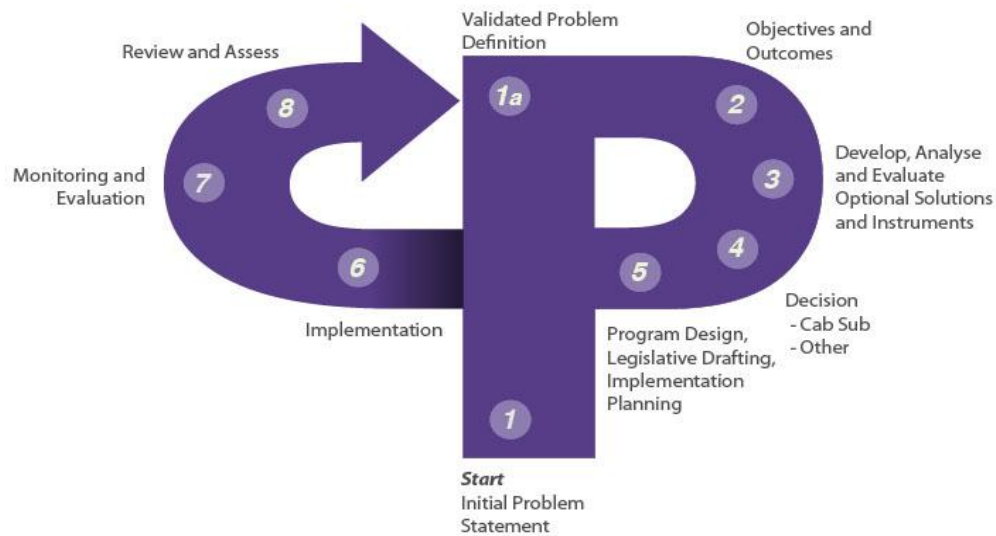 Validated Problem
Definition
1a
Objectives and
Outcomes
2
Develop, Analyse
and Evaluate
Optional Solutions
and Instruments
3
4
Decision
- Cab Sub
- Other
5
Program Design,
Legislative Drafting,
Implementation
Planning
6
Implementation
7
Monitoring and
Evaluation
8
Review and Assess
1
Start
Initial Problem
Statement